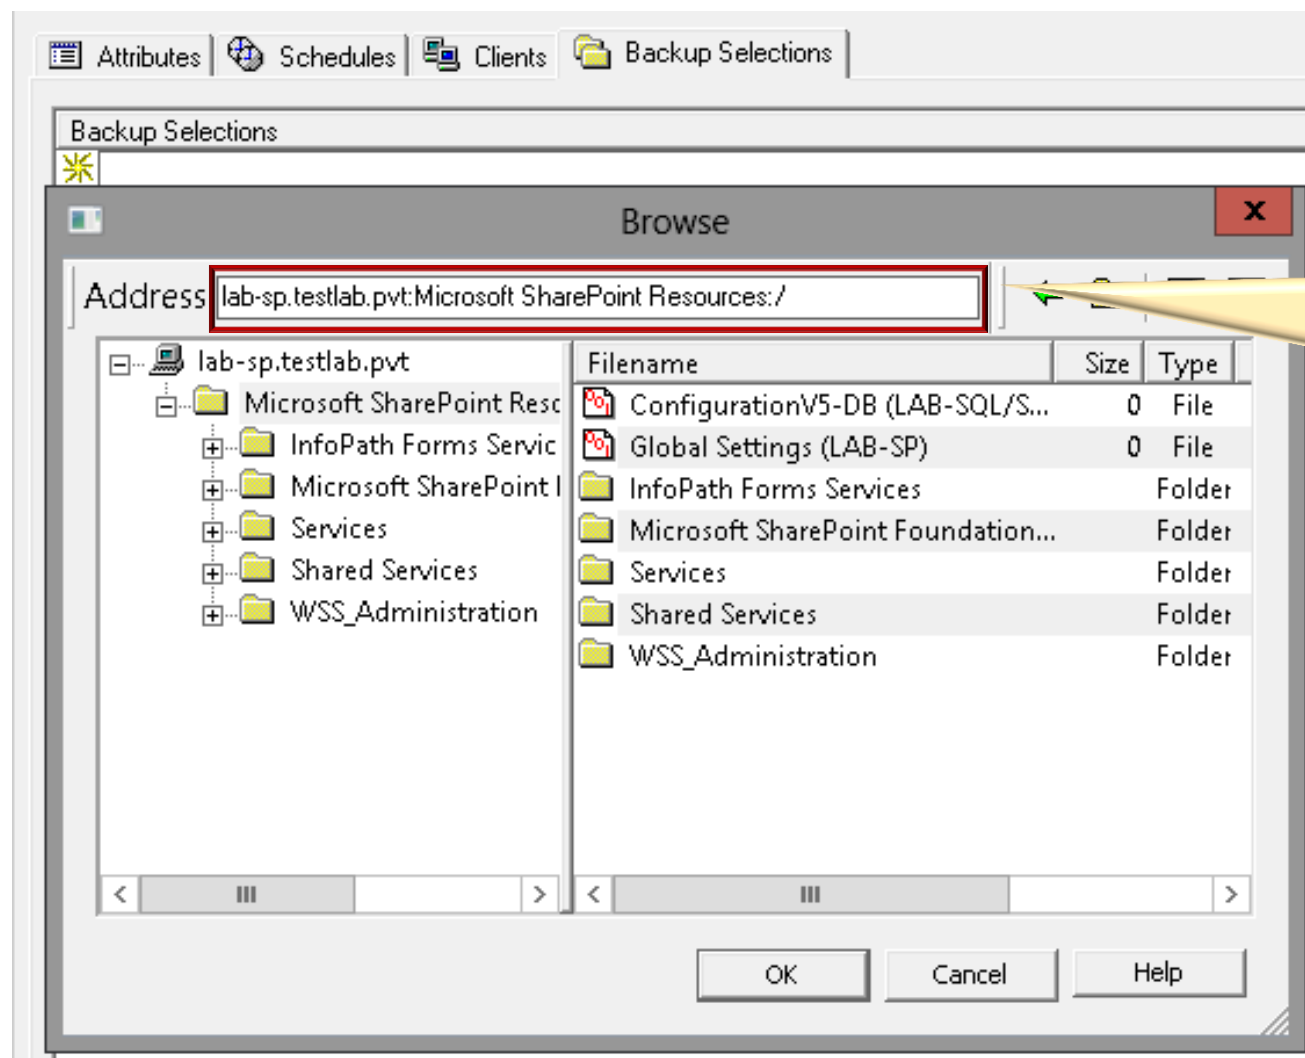 Attributes Schedules Clients Backup Selections
Backup Selections
Browse
x
Address lab-sp.testlab.pvt:Microsoft SharePoint Resources:/
lab-sp.testlab.pvt
Microsoft SharePoint Resc
InfoPath Forms Servic
Microsoft SharePoint I
Services
Shared Services
WSS_Administration
Filename Size Type
ConfigurationV5-DB (LAB-SQL/S... 0 File
Global Settings (LAB-SP) 0 File
InfoPath Forms Services Folder
Microsoft SharePoint Foundation... Folder
Services Folder
Shared Services Folder
WSS_Administration Folder
OK Cancel Help